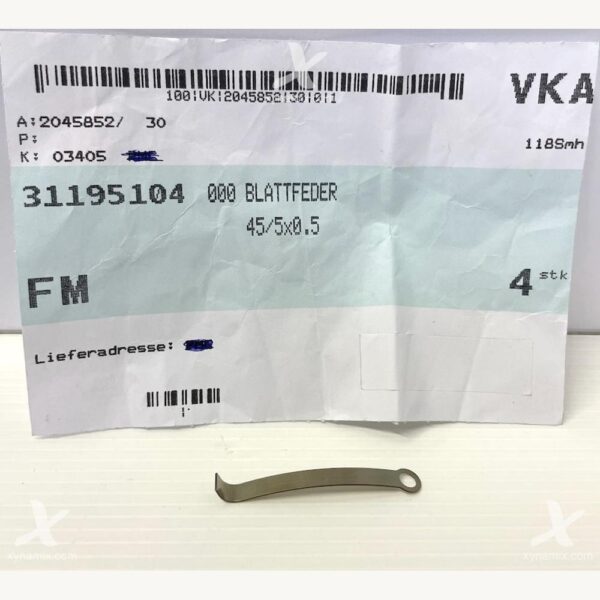 VKA
100|VK|2045852|30|0|1
A:2045852/ 30
P:
118Smh
K: 03405
31195104 000 BLATTFEDER
45/5x0.5
FM
4 stk
Lieferadresse:
X
xynamix.com
X
xynamix.com